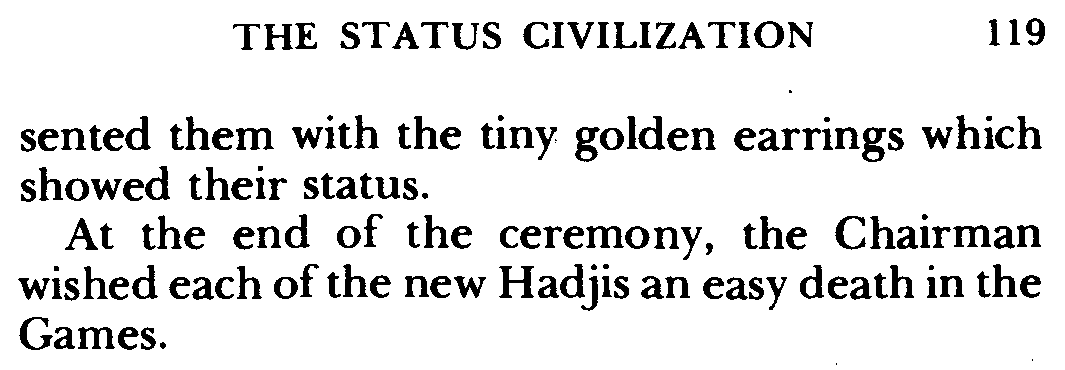 THE STATUS CIVILIZATION 119
sented them with the tiny golden earrings which
showed their status.
At the end of the ceremony, the Chairman
wished each of the new Hadjis an easy death in the
Games.